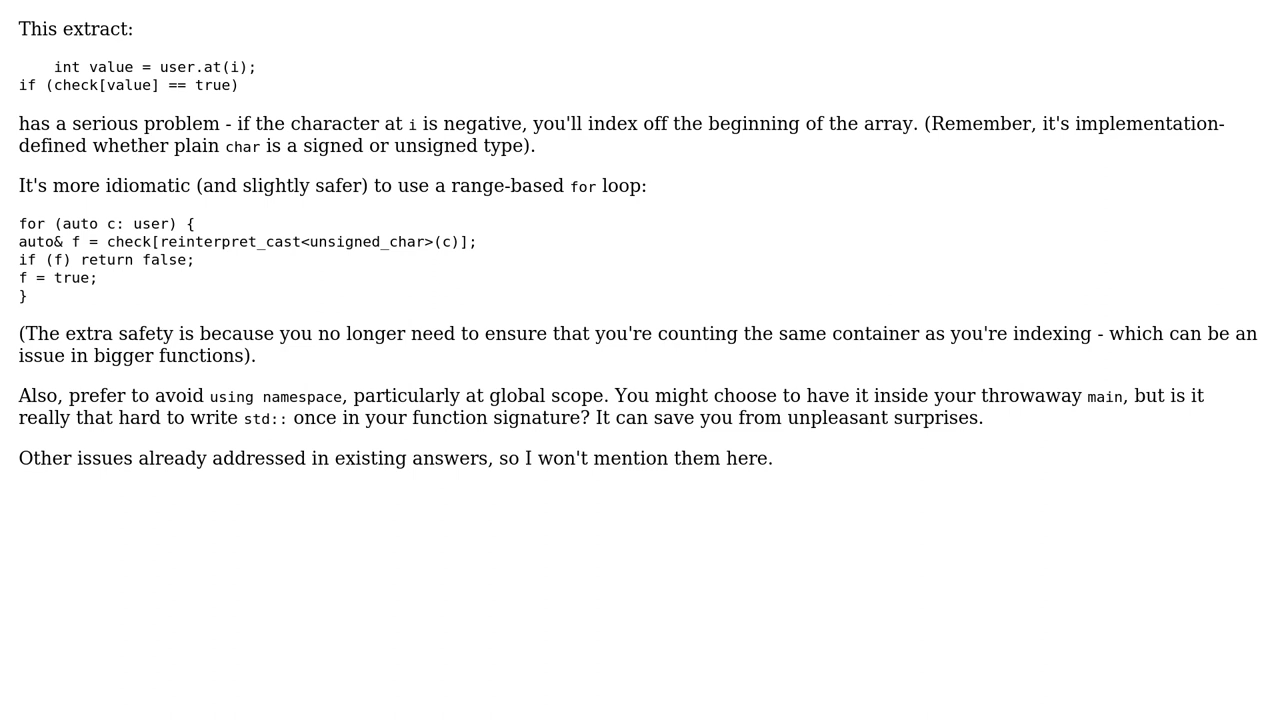 This extract:
    int value = user.at(i);
if (check[value] == true)
has a serious problem - if the character at i is negative, you'll index off the beginning of the array. (Remember, it's implementation-
defined whether plain char is a signed or unsigned type).
It's more idiomatic (and slightly safer) to use a range-based for loop:
for (auto c: user) {
auto& f = check[reinterpret_cast<unsigned_char>(c)];
if (f) return false;
f = true;
}
(The extra safety is because you no longer need to ensure that you're counting the same container as you're indexing - which can be an
issue in bigger functions).
Also, prefer to avoid using namespace, particularly at global scope. You might choose to have it inside your throwaway main, but is it
really that hard to write std:: once in your function signature? It can save you from unpleasant surprises.
Other issues already addressed in existing answers, so I won't mention them here.